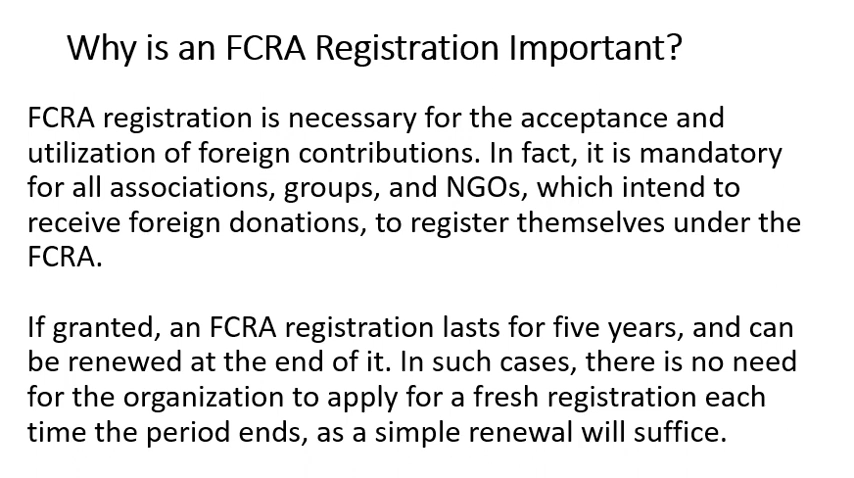 Why is an FCRA Registration Important?
FCRA registration is necessary for the acceptance and
utilization of foreign contributions. In fact, it is mandatory
for all associations, groups, and NGOs, which intend to
receive foreign donations, to register themselves under the
FCRA.
If granted, an FCRA registration lasts for five years, and can
be renewed at the end of it. In such cases, there is no need
for the organization to apply for a fresh registration each
time the period ends, as a simple renewal will suffice.